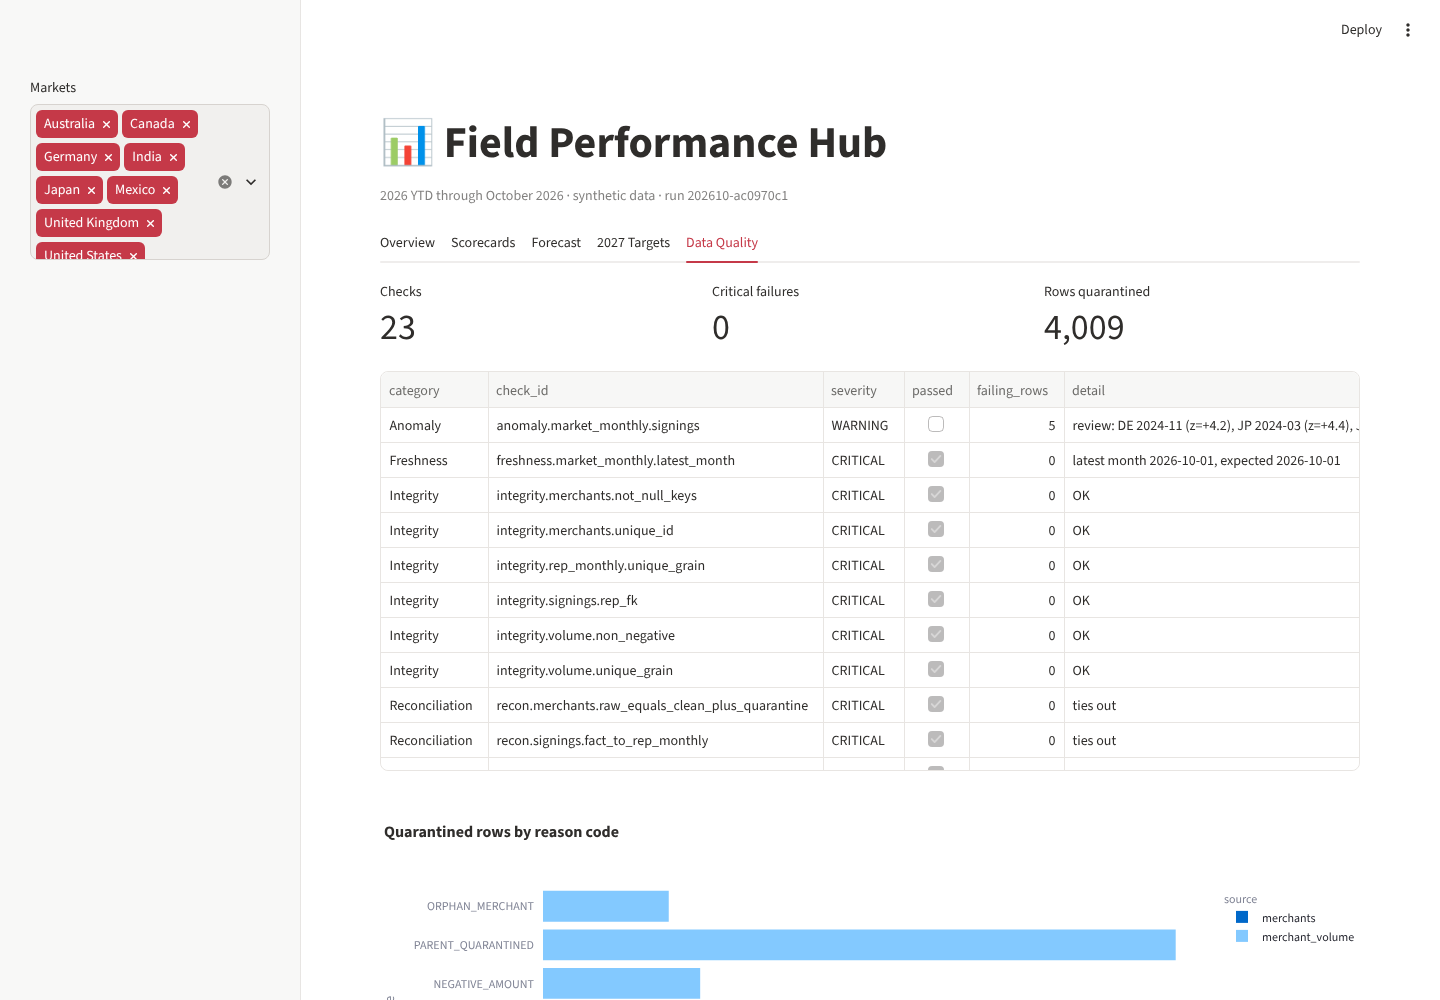 Deploy
Markets
Australia Canada
Germany India
Japan Mexico
United Kingdom
United States
Field Performance Hub
2026 YTD through October 2026 · synthetic data · run 202610-ac0970c1
Overview Scorecards Forecast 2027 Targets Data Quality
Checks Critical failures Rows quarantined
23 0 4,009
category check_id severity passed failing_rows detail
Anomaly anomaly.market_monthly.signings WARNING 5 review: DE 2024-11 (z=+4.2), JP 2024-03 (z=+4.4),
Freshness freshness.market_monthly.latest_month CRITICAL 0 latest month 2026-10-01, expected 2026-10-01
Integrity integrity.merchants.not_null_keys CRITICAL 0 OK
Integrity integrity.merchants.unique_id CRITICAL 0 OK
Integrity integrity.rep_monthly.unique_grain CRITICAL 0 OK
Integrity integrity.signings.rep_fk CRITICAL 0 OK
Integrity integrity.volume.non_negative CRITICAL 0 OK
Integrity integrity.volume.unique_grain CRITICAL 0 OK
Reconciliation recon.merchants.raw_equals_clean_plus_quarantine CRITICAL 0 ties out
Reconciliation recon.signings.fact_to_rep_monthly CRITICAL 0 ties out
Quarantined rows by reason code
source
merchants
merchant_volume
ORPHAN_MERCHANT
PARENT_QUARANTINED
NEGATIVE_AMOUNT